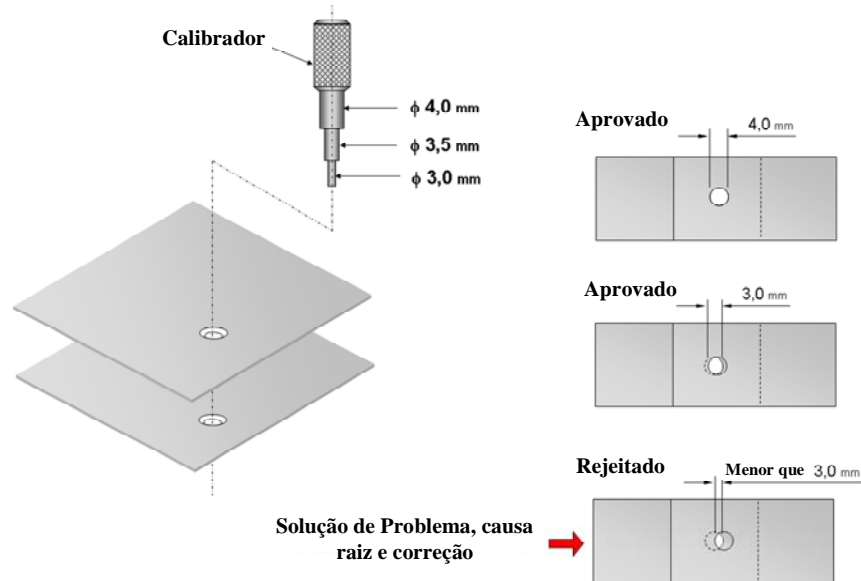 Calibrador
ϕ 4,0 mm
ϕ 3,5 mm
ϕ 3,0 mm
Aprovado
4,0 mm
Aprovado
3,0 mm
Rejeitado
Menor que 3,0 mm
Solução de Problema, causa
raiz e correção